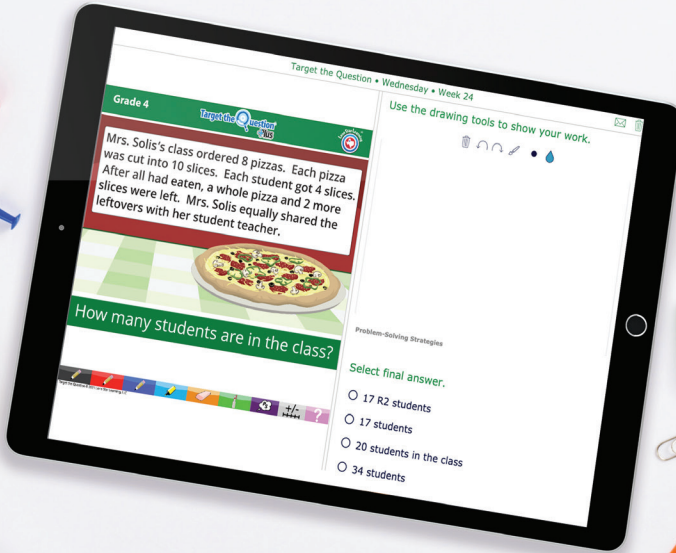 Target the Question • Wednesday • Week 24
Grade 4
Target the Question
Plus
Mrs. Solis's class ordered 8 pizzas. Each pizza
was cut into 10 slices. Each student got 4 slices.
After all had eaten, a whole pizza and 2 more
slices were left. Mrs. Solis equally shared the
leftovers with her student teacher.
How many students are in the class?
+/-
?
Use the drawing tools to show your work.
Problem-Solving Strategies
Select final answer.
17 R2 students
17 students
20 students in the class
34 students